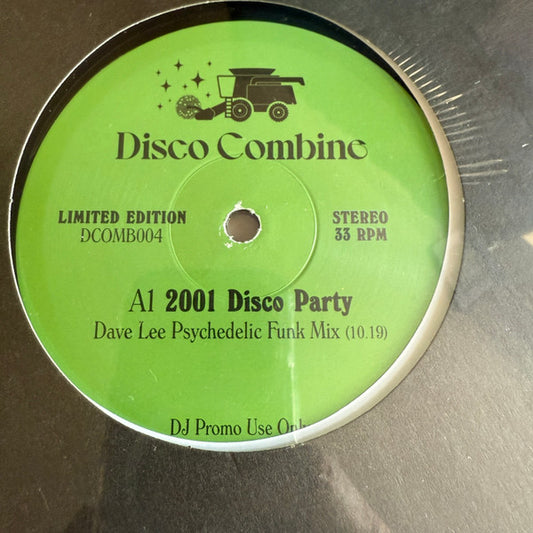 Disco Combine
LIMITED EDITION
DCOMB004
STEREO
33 RPM
A1 2001 Disco Party
Dave Lee Psychedelic Funk Mix (10.19)
DJ Promo Use